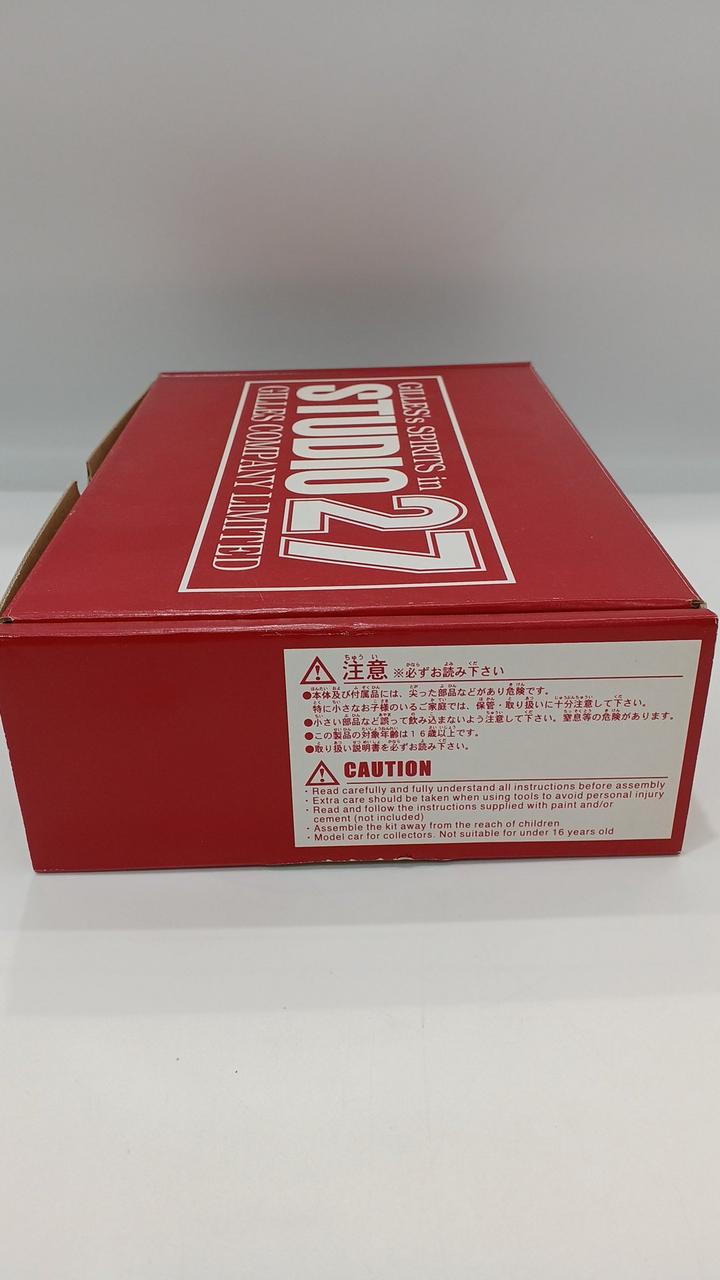 GILLES's SPIRITS in
STUDIO 27
GILLES COMPANY LIMITED
注意 ※必ずお読み下さい
●本体及び付属品には、尖った部品などがあり危険です。
特に小さなお子様のいるご家庭では、保管・取り扱いに十分注意して下さい。
●小さい部品など誤って飲み込まないよう注意して下さい。窒息等の危険があります。
●この製品の対象年齢は16歳以上です。
●取り扱い説明書を必ずお読み下さい。
CAUTION
・Read carefully and fully understand all instructions before assembly
・Extra care should be taken when using tools to avoid personal injury
・Read and follow the instructions supplied with paint and/or
cement (not included)
・Assemble the kit away from the reach of children
・Model car for collectors. Not suitable for under 16 years old